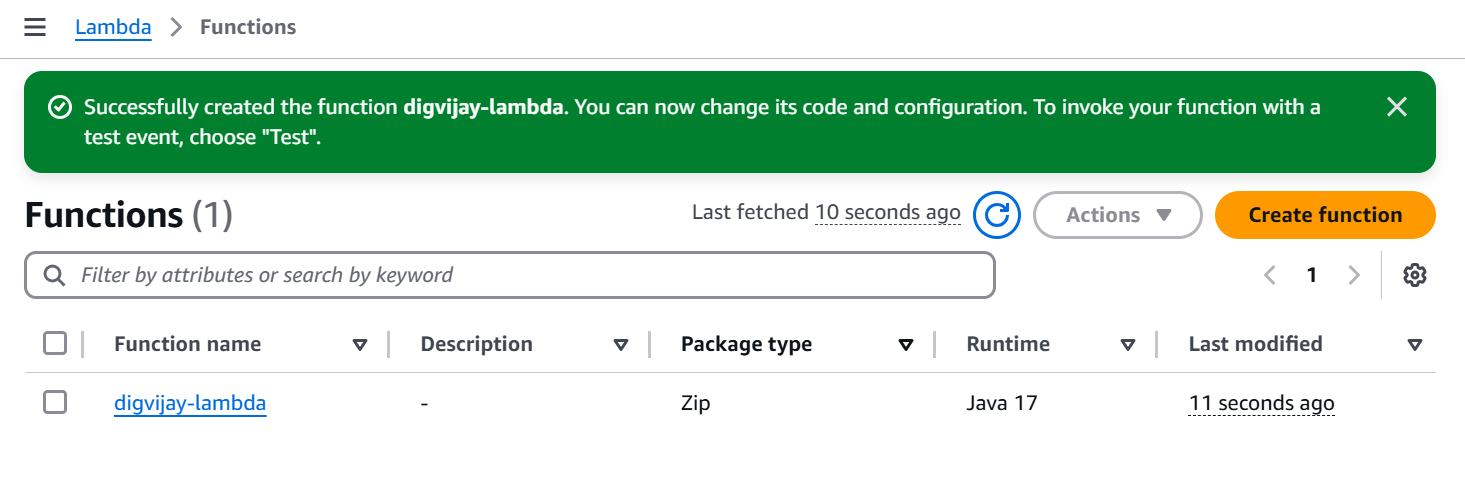 Lambda > Functions
Successfully created the function digvijay-lambda. You can now change its code and configuration. To invoke your function with a
test event, choose "Test".
Functions (1)
Last fetched 10 seconds ago
Actions
Create function
Filter by attributes or search by keyword
1
Function name Description Package type Runtime Last modified
digvijay-lambda - Zip Java 17 11 seconds ago